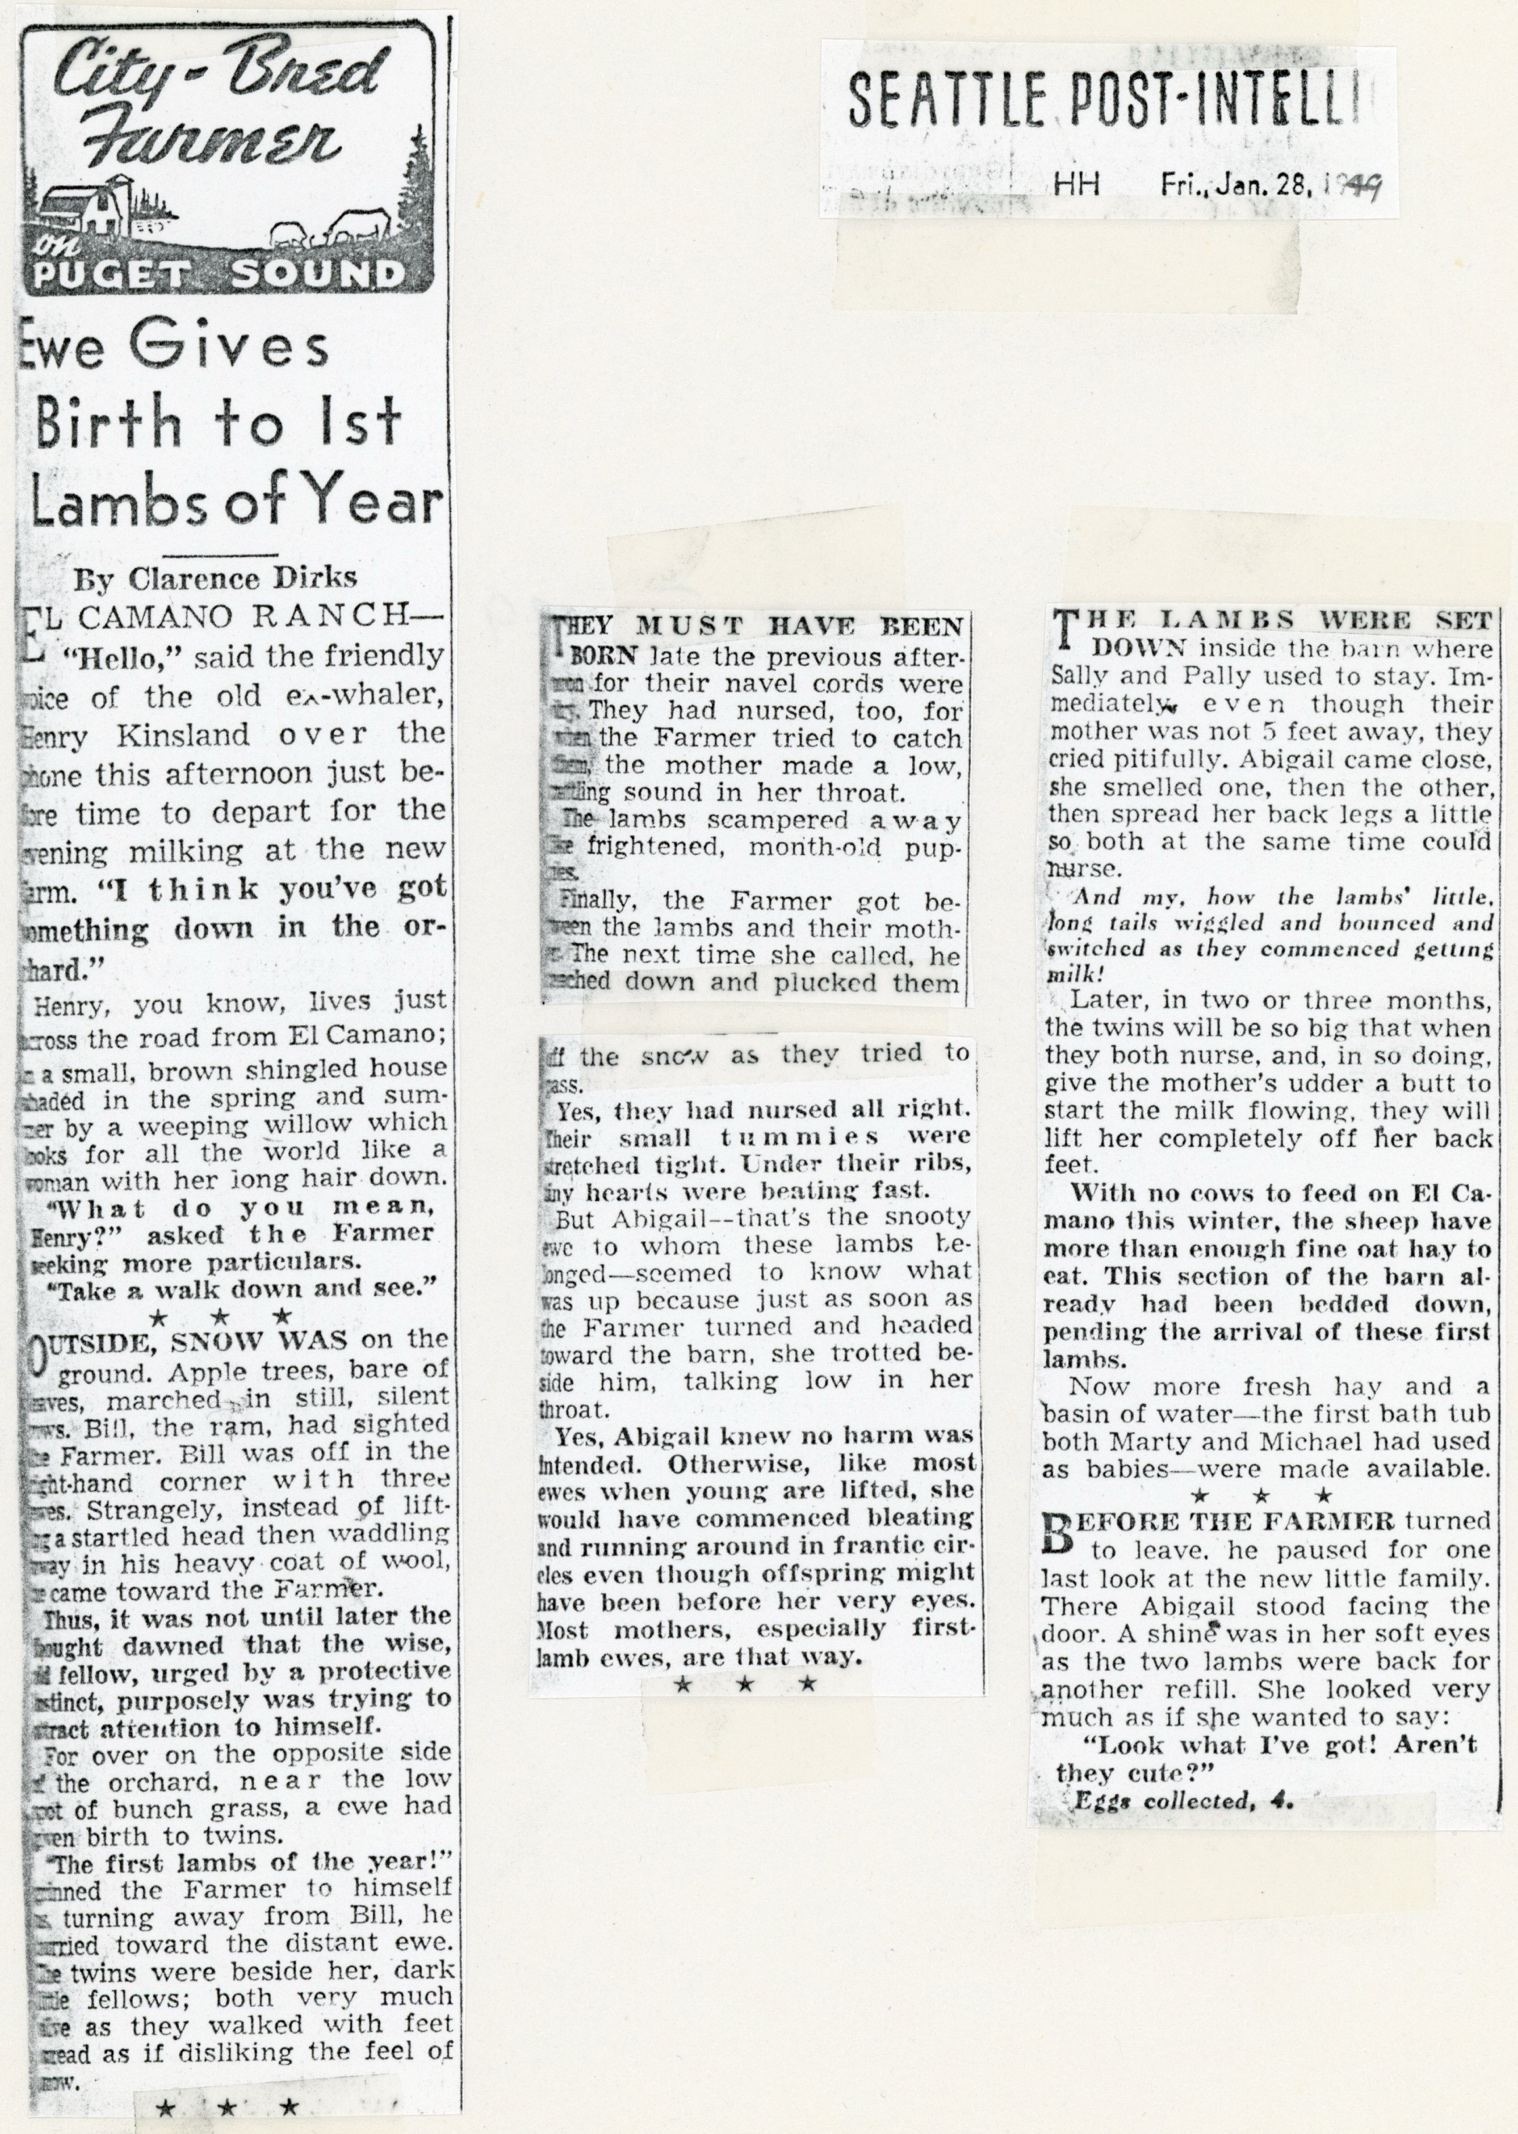 City-Bred
Farmer
on
PUGET SOUND
Ewe Gives
Birth to 1st
Lambs of Year
By Clarence Dirks
EL CAMANO RANCH—
"Hello," said the friendly
voice of the old ex-whaler,
Henry Kinsland over the
phone this afternoon just be-
fore time to depart for the
evening milking at the new
farm. "I think you've got
something down in the or-
chard."
Henry, you know, lives just
across the road from El Camano;
a small, brown shingled house
shaded in the spring and sum-
mer by a weeping willow which
looks for all the world like a
woman with her long hair down.
"What do you mean,
Henry?" asked the Farmer
seeking more particulars.
"Take a walk down and see."
★ ★ ★
OUTSIDE, SNOW WAS on the
ground. Apple trees, bare of
leaves, marched in still, silent
rows. Bill, the ram, had sighted
the Farmer. Bill was off in the
right-hand corner with three
ewes. Strangely, instead of lift-
ing a startled head then waddling
away in his heavy coat of wool,
he came toward the Farmer.
Thus, it was not until later the
thought dawned that the wise,
old fellow, urged by a protective
instinct, purposely was trying to
attract attention to himself.
For over on the opposite side
of the orchard, near the low
of bunch grass, a ewe had
given birth to twins.
"The first lambs of the year!"
grinned the Farmer to himself
as, turning away from Bill, he
hurried toward the distant ewe.
The twins were beside her, dark
little fellows; both very much
alive as they walked with feet
spread as if disliking the feel of
snow.
★ ★ ★
SEATTLE POST-INTELLI
HH Fri., Jan. 28, 1949
THEY MUST HAVE BEEN
BORN late the previous after-
noon for their navel cords were
dry. They had nursed, too, for
when the Farmer tried to catch
them, the mother made a low,
rattling sound in her throat.
The lambs scampered away
like frightened, month-old pup-
pies.
Finally, the Farmer got be-
tween the lambs and their moth-
er. The next time she called, he
reached down and plucked them
off the snow as they tried to
pass.
Yes, they had nursed all right.
Their small tummies were
stretched tight. Under their ribs,
tiny hearts were beating fast.
But Abigail--that's the snooty
ewe to whom these lambs be-
longed—seemed to know what
was up because just as soon as
the Farmer turned and headed
toward the barn, she trotted be-
side him, talking low in her
throat.
Yes, Abigail knew no harm was
intended. Otherwise, like most
ewes when young are lifted, she
would have commenced bleating
and running around in frantic cir-
cles even though offspring might
have been before her very eyes.
Most mothers, especially first-
lamb ewes, are that way.
★ ★ ★
THE LAMBS WERE SET
DOWN inside the barn where
Sally and Pally used to stay. Im-
mediately, even though their
mother was not 5 feet away, they
cried pitifully. Abigail came close,
she smelled one, then the other,
then spread her back legs a little
so both at the same time could
nurse.
And my, how the lambs' little,
long tails wiggled and bounced and
switched as they commenced getting
milk!
Later, in two or three months,
the twins will be so big that when
they both nurse, and, in so doing,
give the mother's udder a butt to
start the milk flowing, they will
lift her completely off her back
feet.
With no cows to feed on El Ca-
mano this winter, the sheep have
more than enough fine oat hay to
eat. This section of the barn al-
ready had been bedded down,
pending the arrival of these first
lambs.
Now more fresh hay and a
basin of water—the first bath tub
both Marty and Michael had used
as babies—were made available.
★ ★ ★
BEFORE THE FARMER turned
to leave, he paused for one
last look at the new little family.
There Abigail stood facing the
door. A shine was in her soft eyes
as the two lambs were back for
another refill. She looked very
much as if she wanted to say:
"Look what I've got! Aren't
they cute?"
Eggs collected, 4.